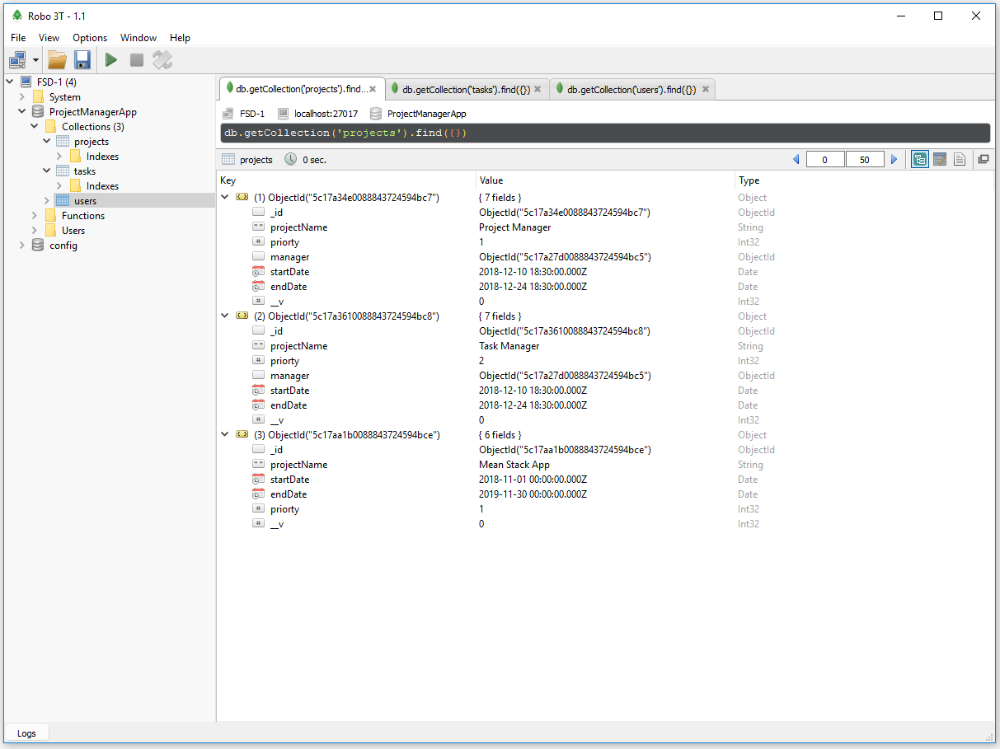 Robo 3T - 1.1
File View Options Window Help
FSD-1 (4)
System
ProjectManagerApp
Collections (3)
projects
Indexes
tasks
Indexes
users
Functions
Users
config
db.getCollection('projects').find... db.getCollection('tasks').find({}) db.getCollection('users').find({})
FSD-1 localhost:27017 ProjectManagerApp
db.getCollection('projects').find({})
projects 0 sec. 0 50
Key Value Type
(1) ObjectId("5c17a34e0088843724594bc7") { 7 fields } Object
_id ObjectId("5c17a34e0088843724594bc7") ObjectId
projectName Project Manager String
priorty 1 Int32
manager ObjectId("5c17a27d0088843724594bc5") ObjectId
startDate 2018-12-10 18:30:00.000Z Date
endDate 2018-12-24 18:30:00.000Z Date
__v 0 Int32
(2) ObjectId("5c17a3610088843724594bc8") { 7 fields } Object
_id ObjectId("5c17a3610088843724594bc8") ObjectId
projectName Task Manager String
priorty 2 Int32
manager ObjectId("5c17a27d0088843724594bc5") ObjectId
startDate 2018-12-10 18:30:00.000Z Date
endDate 2018-12-24 18:30:00.000Z Date
__v 0 Int32
(3) ObjectId("5c17aa1b0088843724594bce") { 6 fields } Object
_id ObjectId("5c17aa1b0088843724594bce") ObjectId
projectName Mean Stack App String
startDate 2018-11-01 00:00:00.000Z Date
endDate 2019-11-30 00:00:00.000Z Date
priorty 1 Int32
__v 0 Int32
Logs